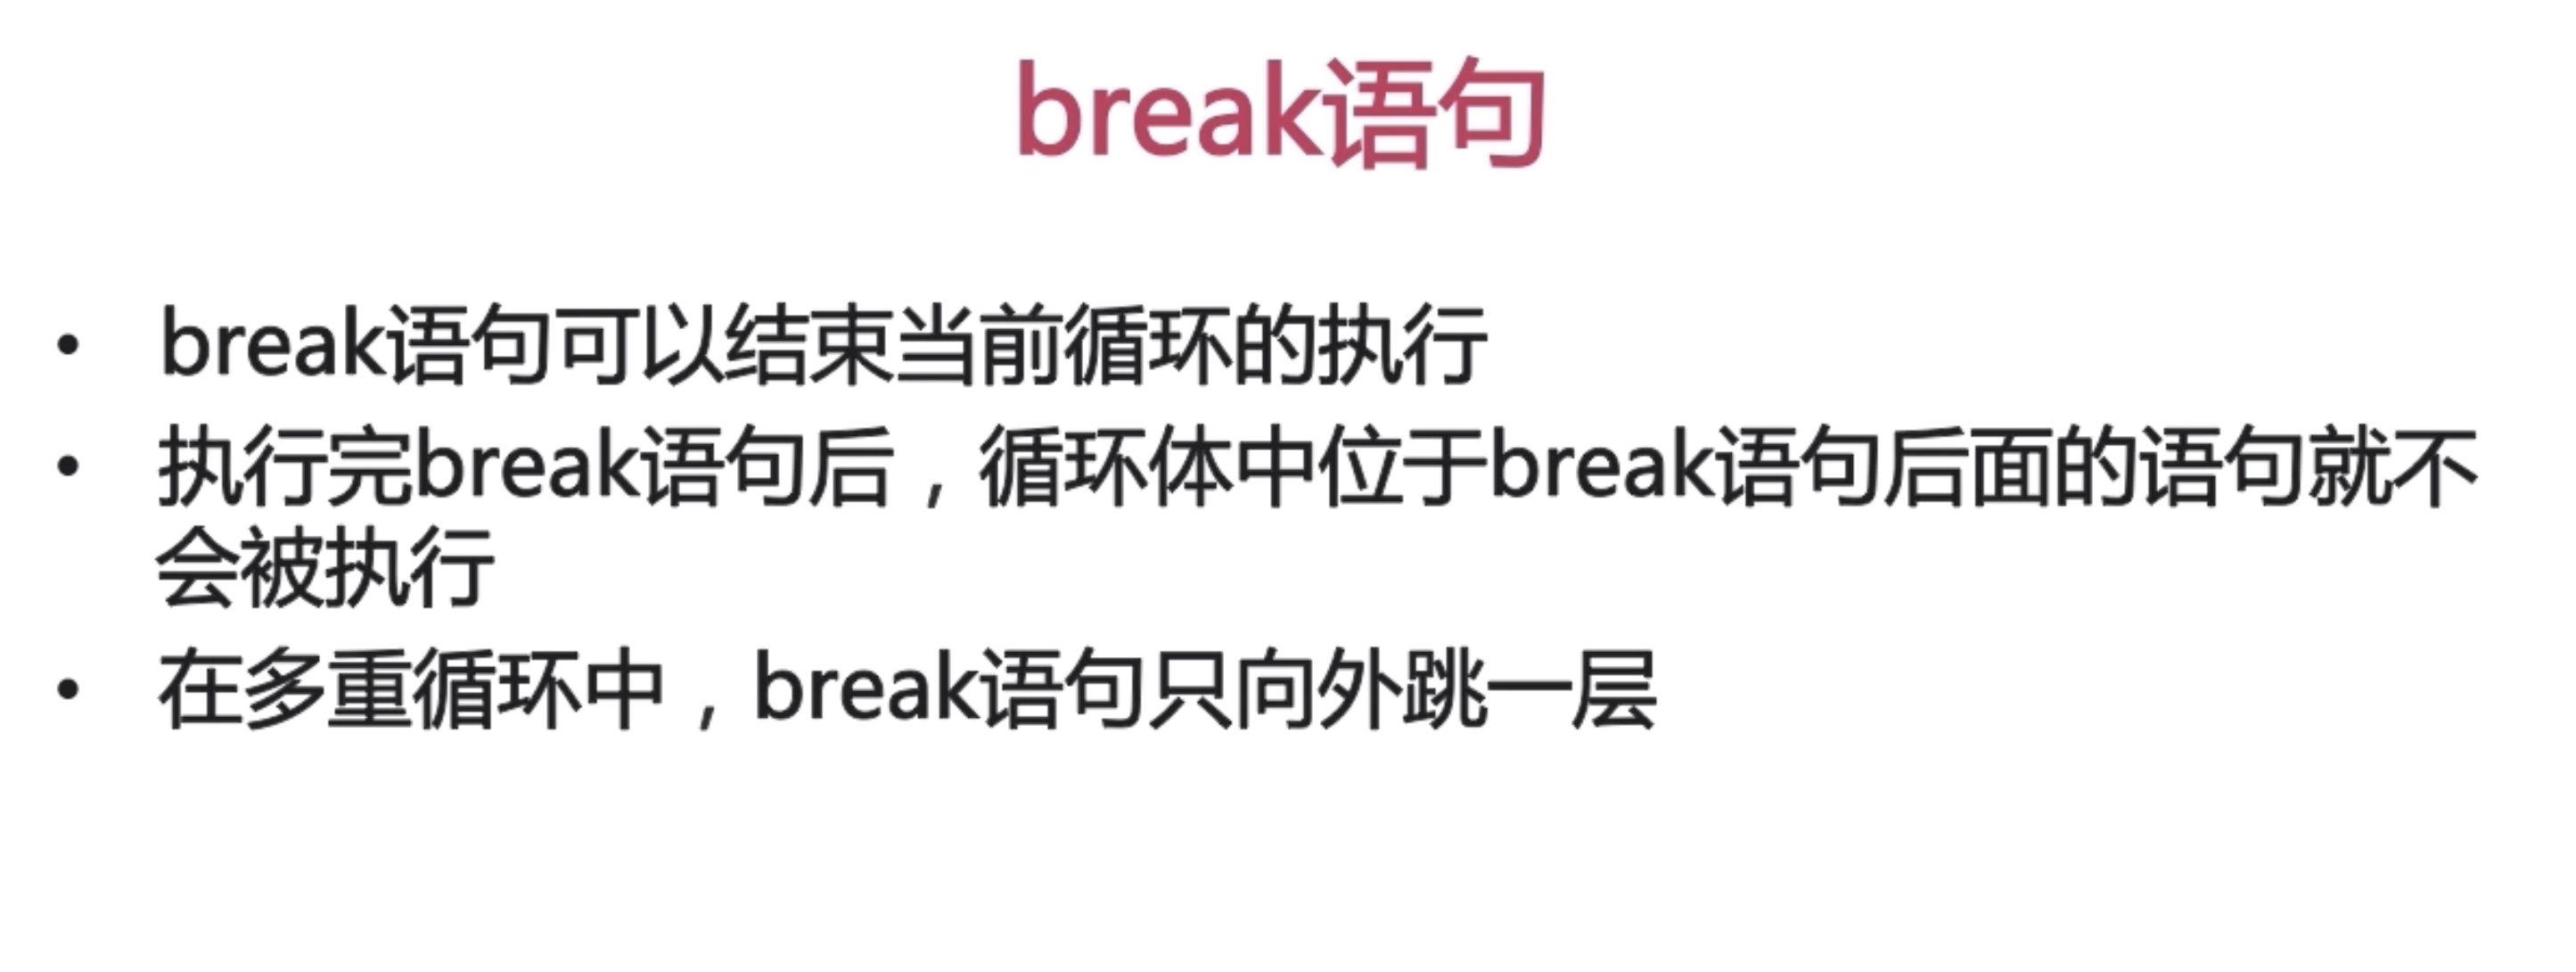 break语句
• break语句可以结束当前循环的执行
• 执行完break语句后，循环体中位于break语句后面的语句就不
会被执行
• 在多重循环中，break语句只向外跳一层